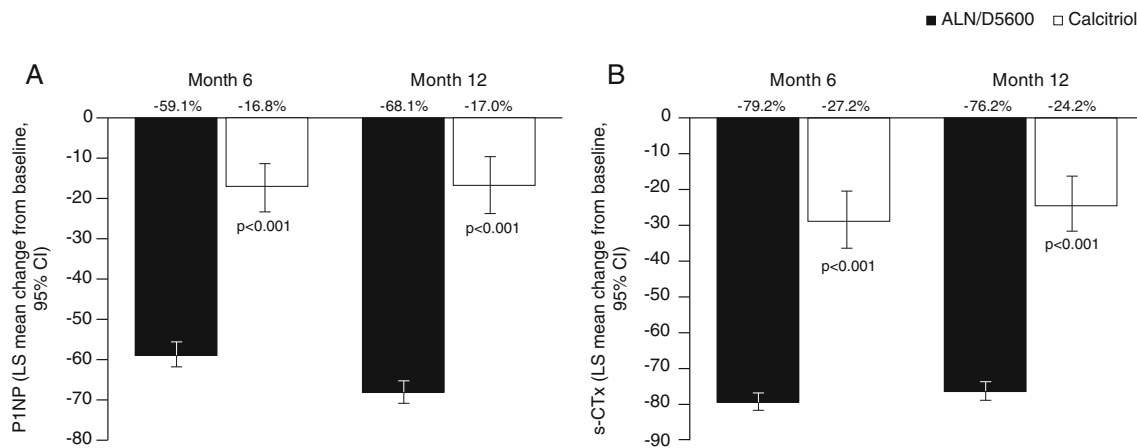 ■ ALN/D5600 □ Calcitriol
A
Month 6
Month 12
-59.1%
-16.8%
-68.1%
-17.0%
0
-10
-20
-30
-40
-50
-60
-70
-80
P1NP (LS mean change from baseline,
95% CI)
p<0.001
p<0.001
B
Month 6
Month 12
-79.2%
-27.2%
-76.2%
-24.2%
0
-10
-20
-30
-40
-50
-60
-70
-80
-90
s-CTx (LS mean change from baseline,
95% CI)
p<0.001
p<0.001